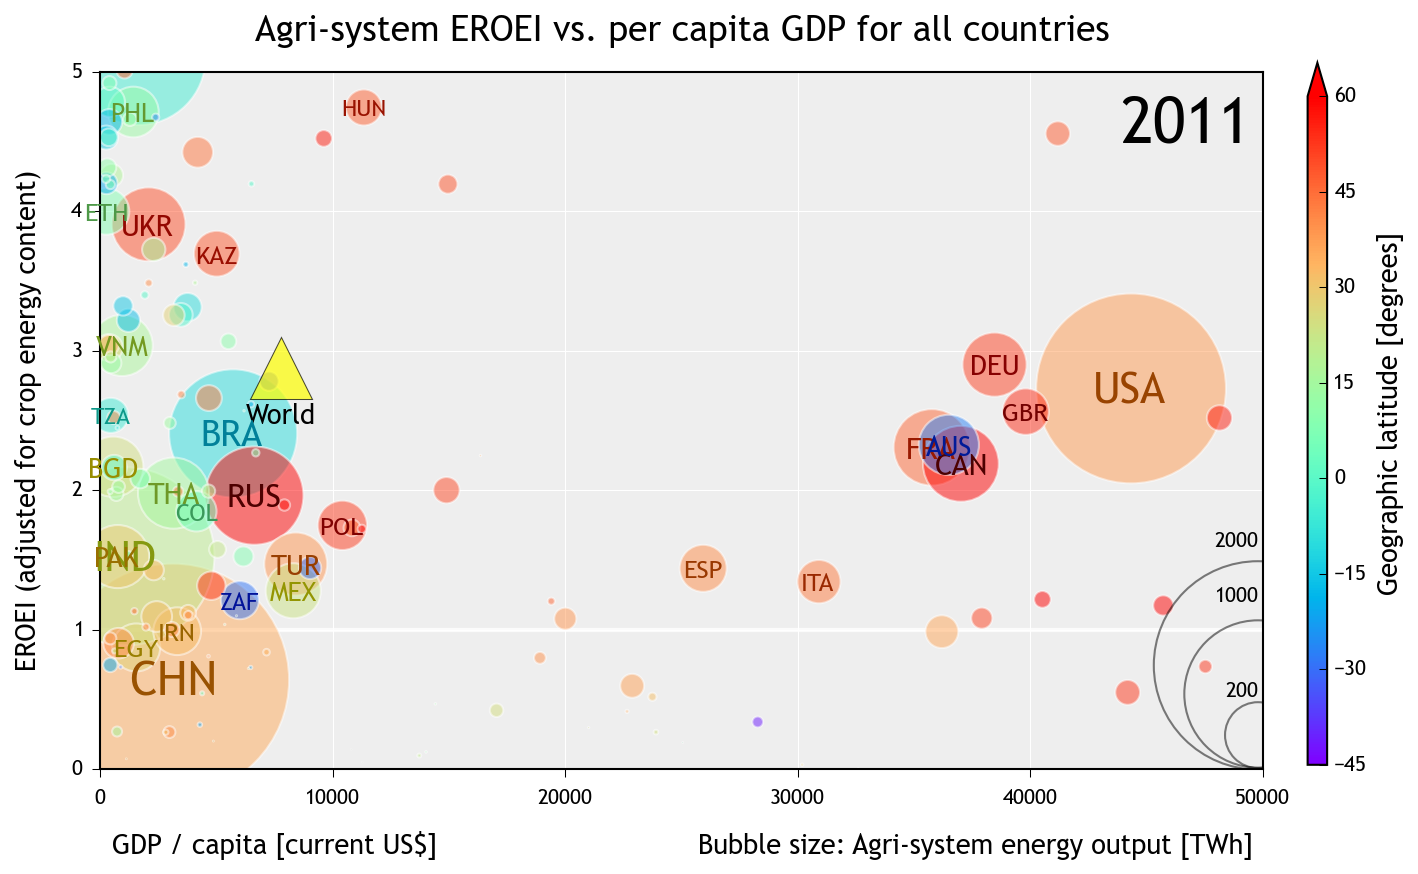 Agri-system EROEI vs. per capita GDP for all countries
2011
EROEI (adjusted for crop energy content)
5
4
3
2
1
0
0
10000
20000
30000
40000
50000
GDP / capita [current US$]
Bubble size: Agri-system energy output [TWh]
PHL
HUN
ETH
UKR
KAZ
VNM
World
TZA
BRA
BGD
THA
COL
RUS
POL
PAK
IND
TUR
MEX
ZAF
IRN
EGY
CHN
DEU
GBR
USA
FRA
AUS
CAN
ESP
ITA
2000
1000
200
60
45
30
15
0
−15
−30
−45
Geographic latitude [degrees]